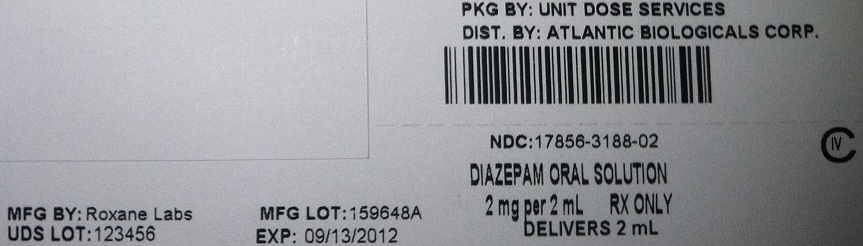 PKG BY: UNIT DOSE SERVICES
DIST. BY: ATLANTIC BIOLOGICALS CORP.
NDC:17856-3188-02
CIV
DIAZEPAM ORAL SOLUTION
2 mg per 2 mL RX ONLY
DELIVERS 2 mL
MFG BY: Roxane Labs MFG LOT:159648A
UDS LOT:123456 EXP: 09/13/2012